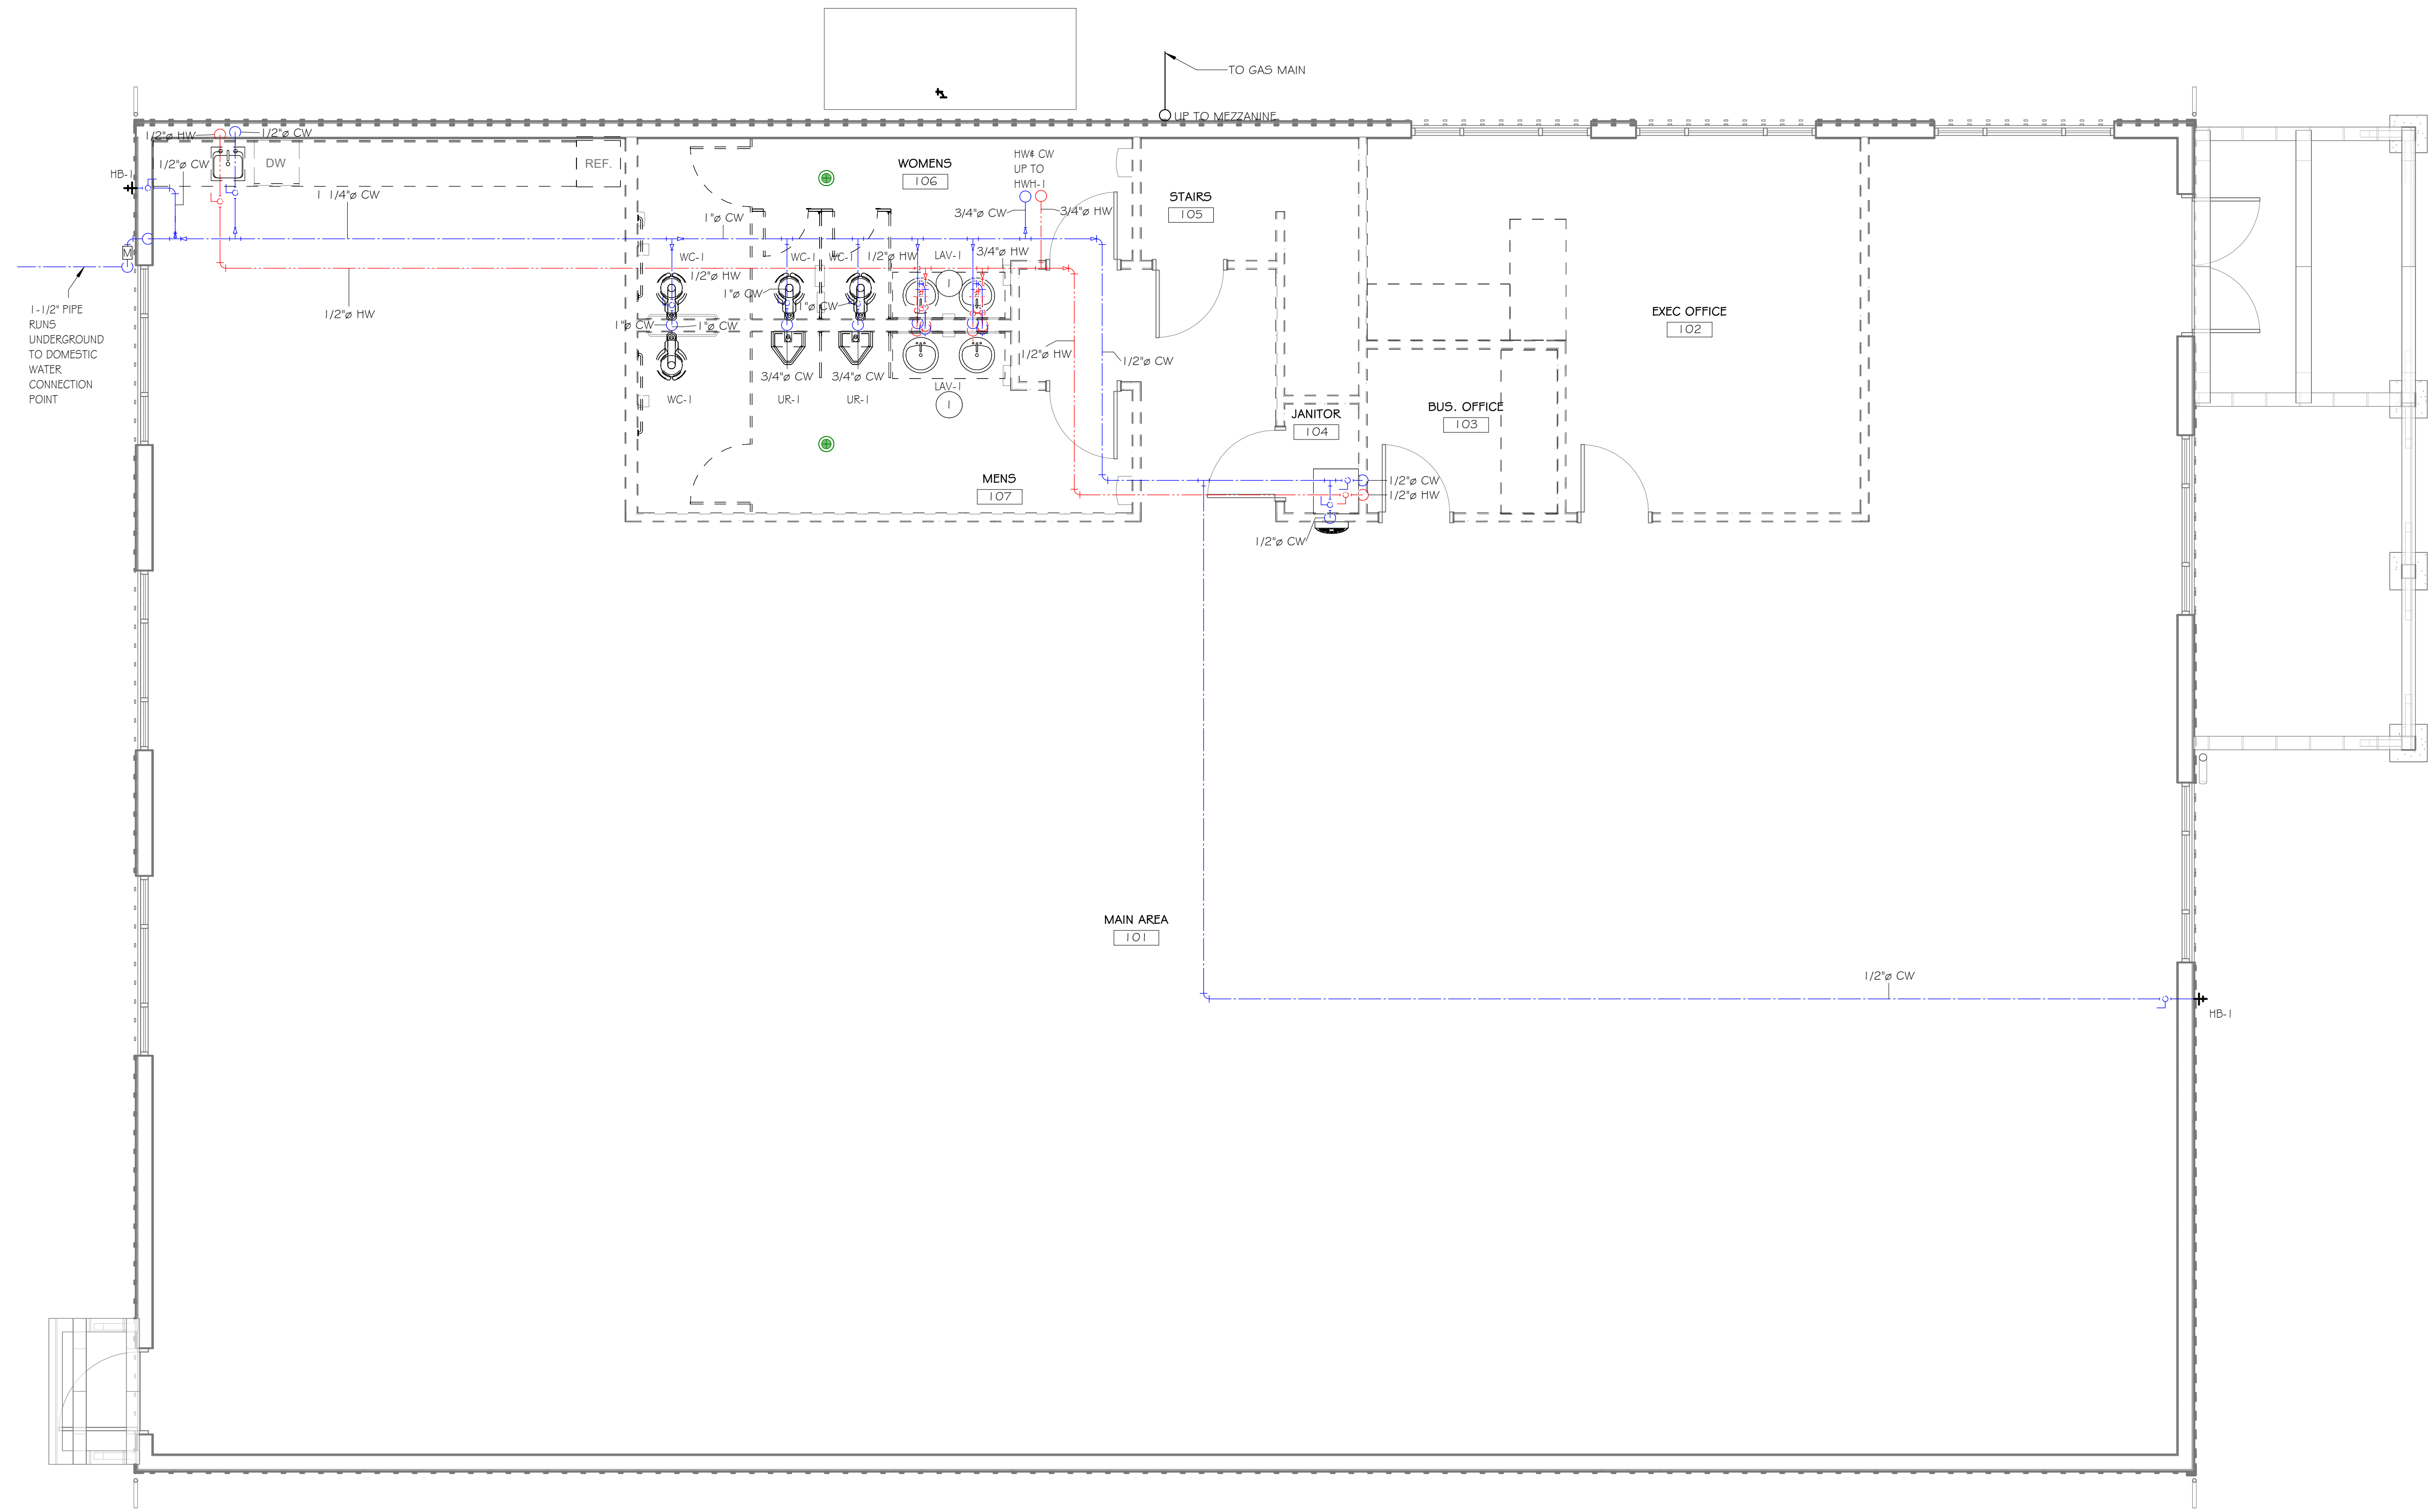 TO GAS MAIN
UP TO MEZZANINE
1/2"ø HW
1/2"ø CW
1/2"ø CW
DW
REF.
HB-1
1 1/4"ø CW
M
1-1/2" PIPE
RUNS
UNDERGROUND
TO DOMESTIC
WATER
CONNECTION
POINT
1/2"ø HW
WOMENS
106
HW& CW
UP TO
HWH-1
1"ø CW
3/4"ø CW
3/4"ø HW
STAIRS
105
WC-1
WC-1
WC-1
1/2"ø HW
LAV-1
3/4"ø HW
1/2"ø HW
1"ø CW
1"ø CW
1
1"ø CW
1"ø CW
3/4"ø CW
3/4"ø CW
WC-1
UR-1
UR-1
LAV-1
1
1/2"ø HW
1/2"ø CW
MENS
107
EXEC OFFICE
102
BUS. OFFICE
103
JANITOR
104
1/2"ø CW
1/2"ø HW
1/2"ø CW
MAIN AREA
101
1/2"ø CW
HB-1